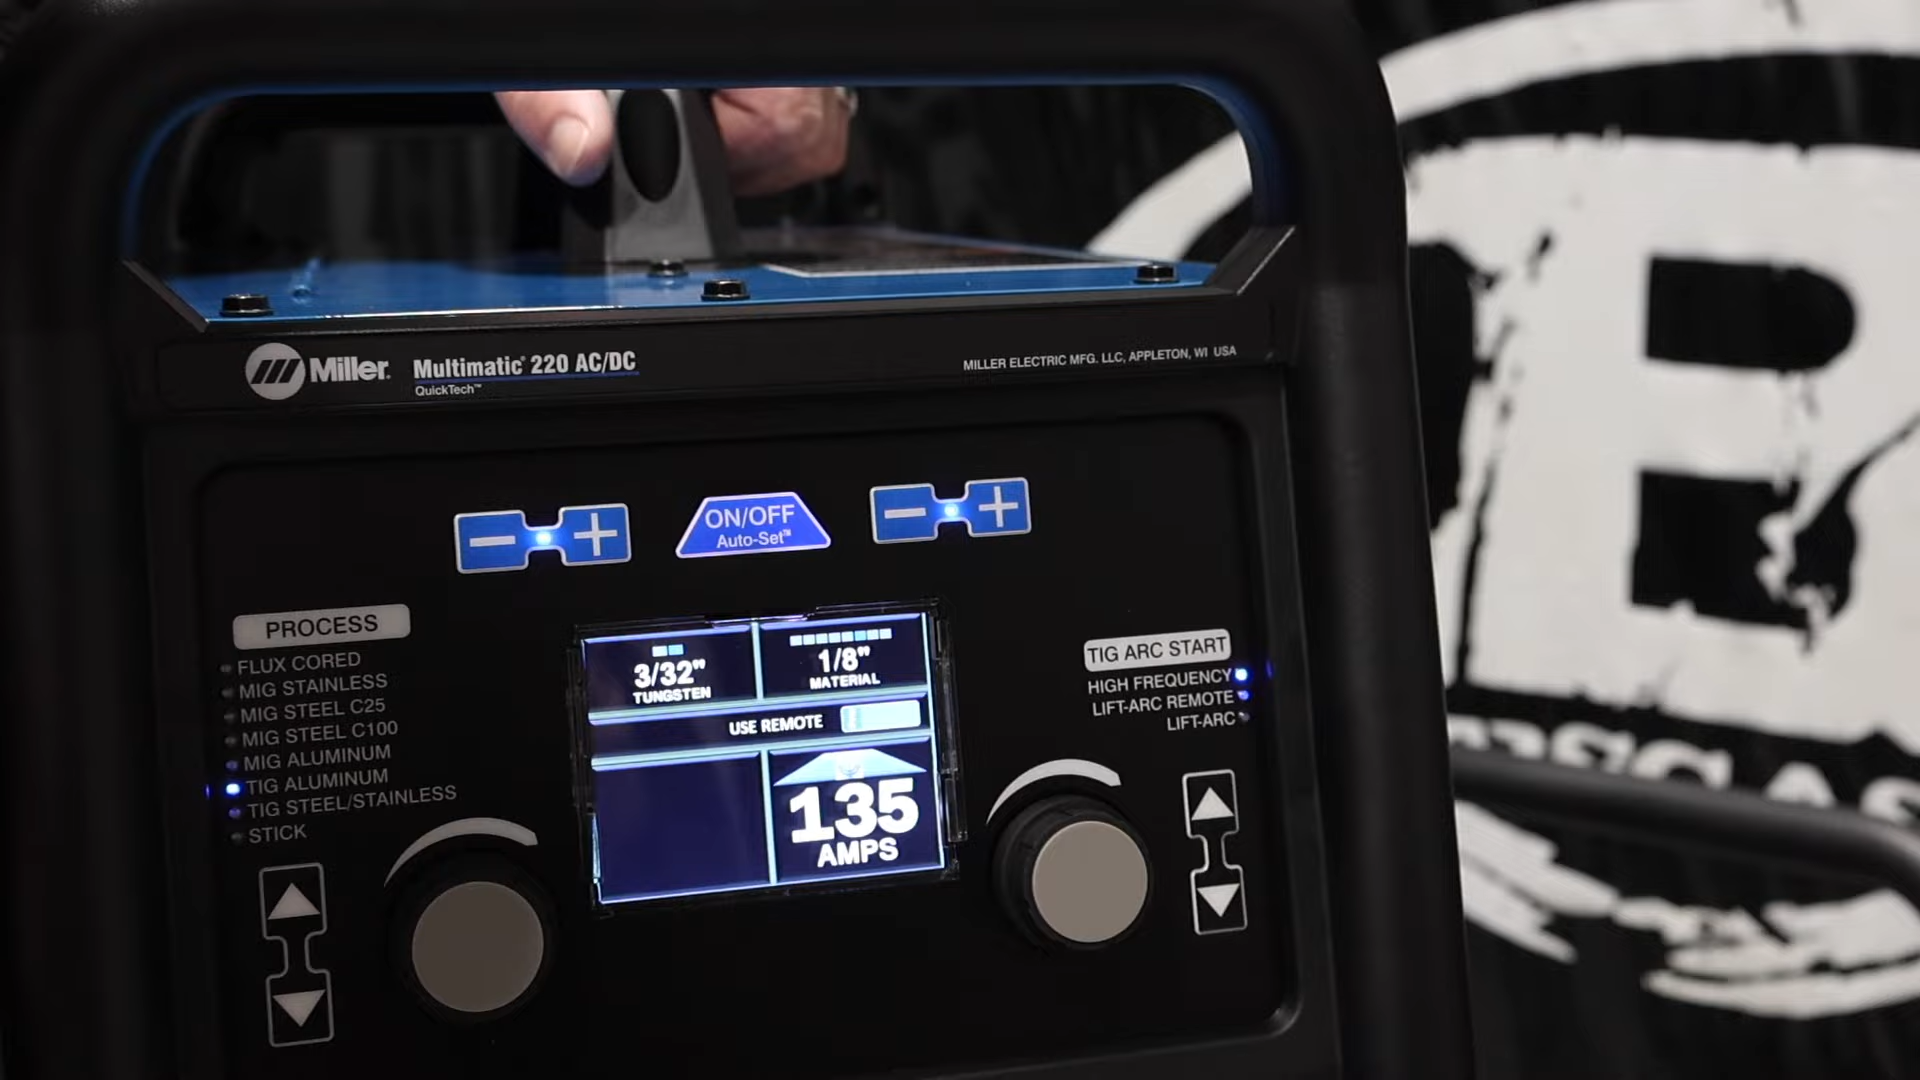 Miller. Multimatic® 220 AC/DC
QuickTech™
MILLER ELECTRIC MFG. LLC, APPLETON, WI USA
− +
ON/OFF
Auto-Set™
− +
PROCESS
FLUX CORED
MIG STAINLESS
MIG STEEL C25
MIG STEEL C100
MIG ALUMINUM
TIG ALUMINUM
TIG STEEL/STAINLESS
STICK
3/32"
TUNGSTEN
1/8"
MATERIAL
USE REMOTE
135
AMPS
TIG ARC START
HIGH FREQUENCY
LIFT-ARC REMOTE
LIFT-ARC
B